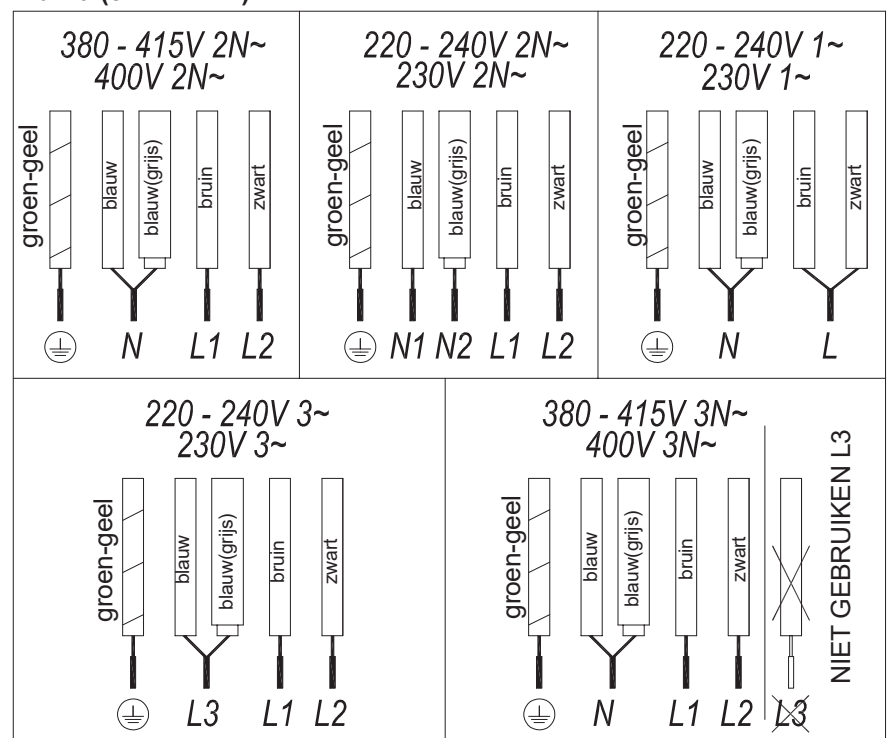 380 - 415V 2N~
400V 2N~
groen-geel
blauw
blauw(grijs)
bruin
zwart
N L1 L2
220 - 240V 2N~
230V 2N~
groen-geel
blauw
blauw(grijs)
bruin
zwart
N1 N2 L1 L2
220 - 240V 1~
230V 1~
groen-geel
blauw
blauw(grijs)
bruin
zwart
N L
220 - 240V 3~
230V 3~
groen-geel
blauw
blauw(grijs)
bruin
zwart
L3 L1 L2
380 - 415V 3N~
400V 3N~
groen-geel
blauw
blauw(grijs)
bruin
zwart
N L1 L2 L3
NIET GEBRUIKEN L3